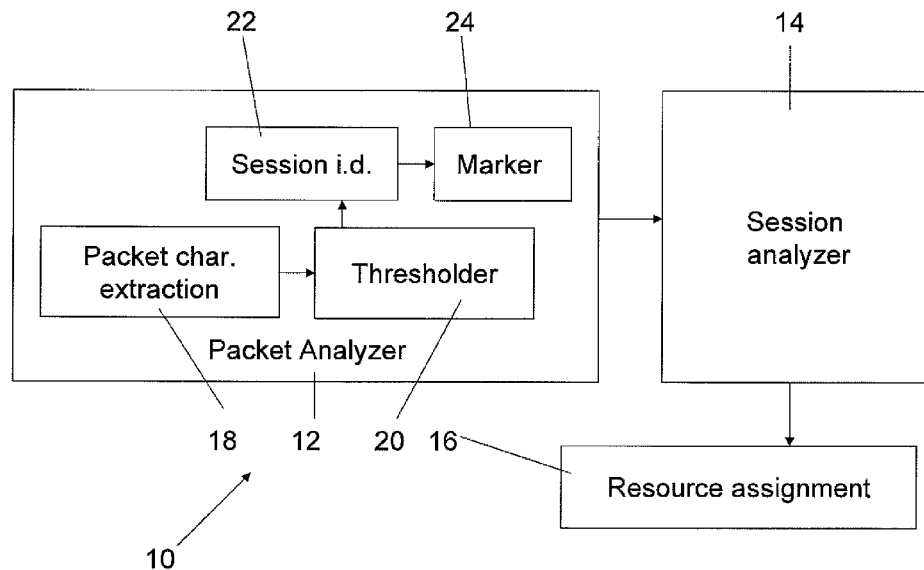 22
24
14
Session i.d.
Marker
Packet char.
extraction
Thresholder
Session
analyzer
Packet Analyzer
18
12
20
16
Resource assignment
10